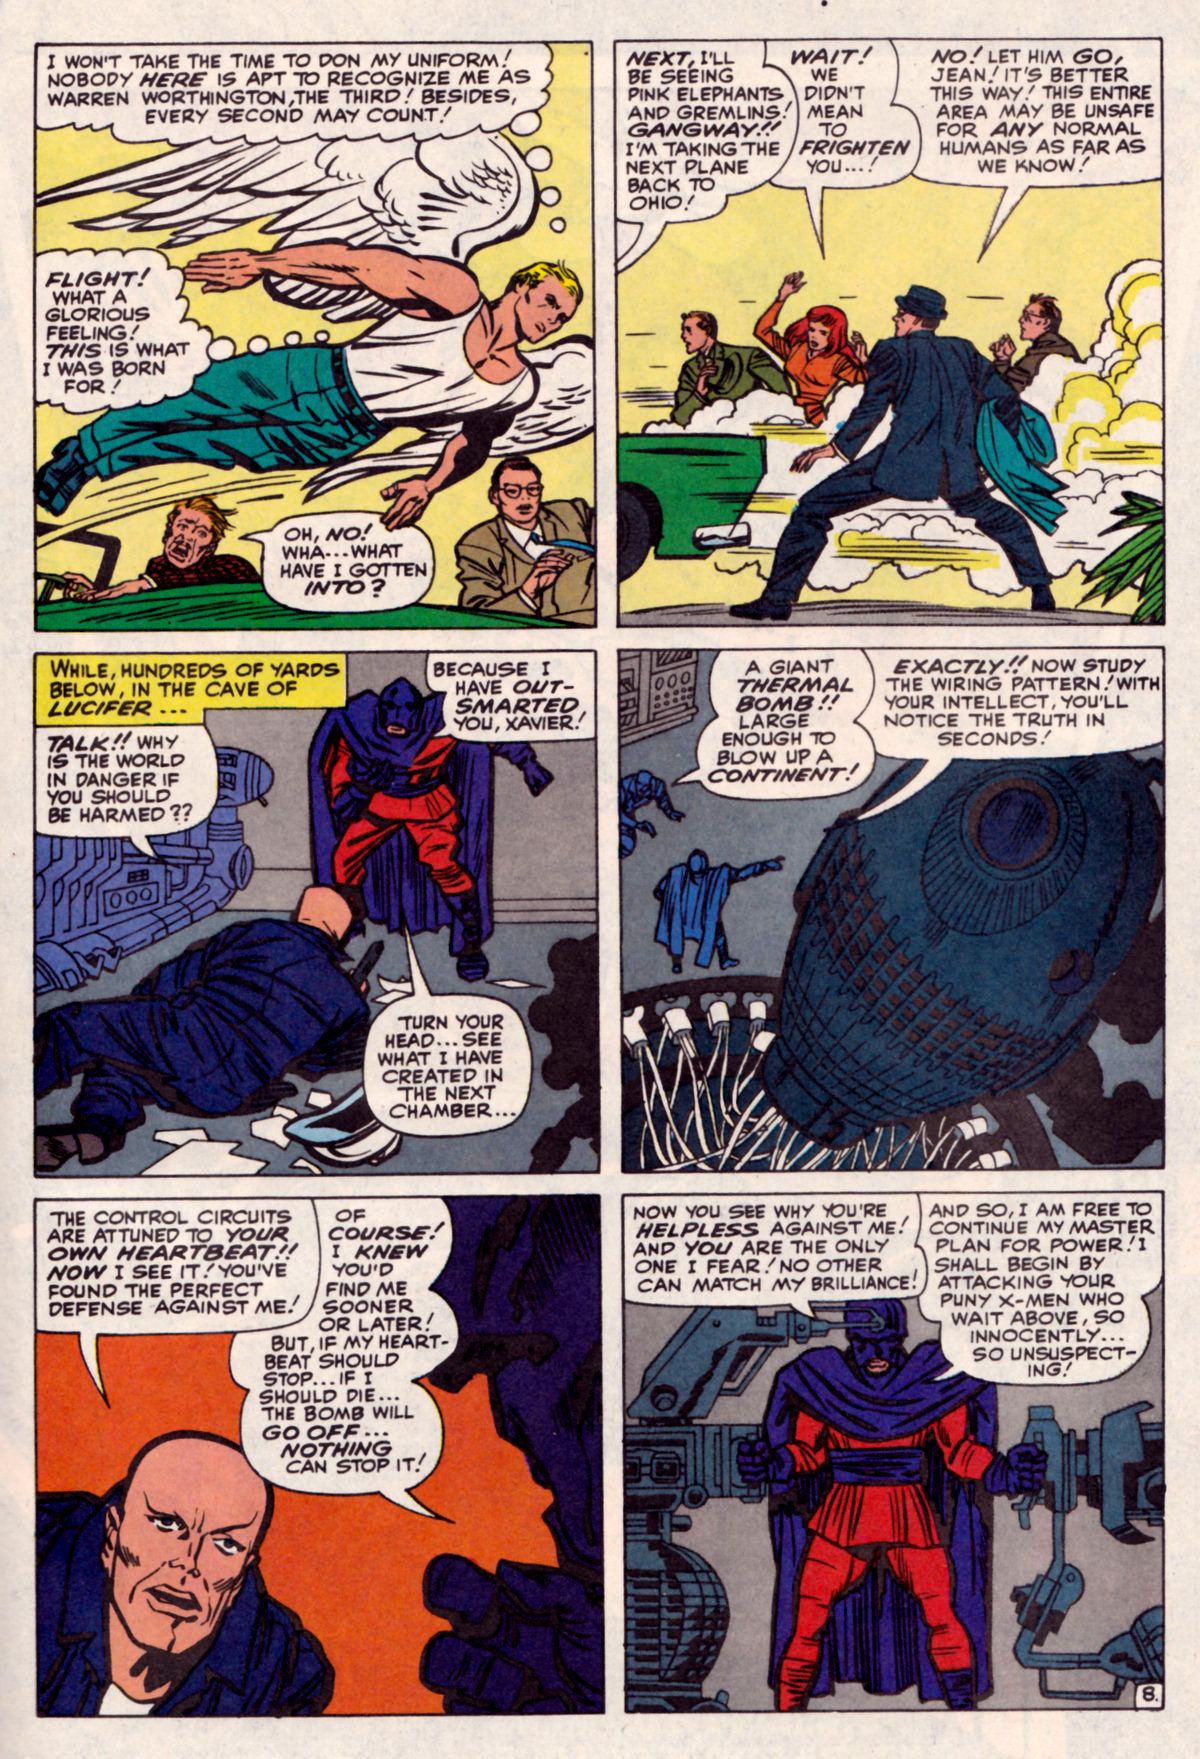 I WON'T TAKE THE TIME TO DON MY UNIFORM!
NOBODY HERE IS APT TO RECOGNIZE ME AS
WARREN WORTHINGTON, THE THIRD! BESIDES,
EVERY SECOND MAY COUNT!
FLIGHT!
WHAT A
GLORIOUS
FEELING!
THIS IS WHAT
I WAS BORN
FOR!
OH, NO!
WHA...WHAT
HAVE I GOTTEN
INTO?
NEXT, I'LL
BE SEEING
PINK ELEPHANTS
AND GREMLINS!
GANGWAY!!
I'M TAKING THE
NEXT PLANE
BACK TO
OHIO!
WAIT!
WE
DIDN'T
MEAN
TO
FRIGHTEN
YOU...!
NO! LET HIM GO,
JEAN! IT'S BETTER
THIS WAY! THIS ENTIRE
AREA MAY BE UNSAFE
FOR ANY NORMAL
HUMANS AS FAR AS
WE KNOW!
WHILE, HUNDREDS OF YARDS
BELOW, IN THE CAVE OF
LUCIFER ...
TALK!! WHY
IS THE WORLD
IN DANGER IF
YOU SHOULD
BE HARMED??
BECAUSE I
HAVE OUT-
SMARTED
YOU, XAVIER!
TURN YOUR
HEAD...SEE
WHAT I HAVE
CREATED IN
THE NEXT
CHAMBER...
A GIANT
THERMAL
BOMB!!
LARGE
ENOUGH TO
BLOW UP A
CONTINENT!
EXACTLY!! NOW STUDY
THE WIRING PATTERN! WITH
YOUR INTELLECT, YOU'LL
NOTICE THE TRUTH IN
SECONDS!
THE CONTROL CIRCUITS
ARE ATTUNED TO YOUR
OWN HEARTBEAT!!
NOW I SEE IT! YOU'VE
FOUND THE PERFECT
DEFENSE AGAINST ME!
OF
COURSE!
I KNEW
YOU'D
FIND ME
SOONER
OR LATER!
BUT, IF MY HEART-
BEAT SHOULD
STOP...IF I
SHOULD DIE...
THE BOMB WILL
GO OFF...
NOTHING
CAN STOP IT!
NOW YOU SEE WHY YOU'RE
HELPLESS AGAINST ME!
AND YOU ARE THE ONLY
ONE I FEAR! NO OTHER
CAN MATCH MY BRILLIANCE!
AND SO, I AM FREE TO
CONTINUE MY MASTER
PLAN FOR POWER! I
SHALL BEGIN BY
ATTACKING YOUR
PUNY X-MEN WHO
WAIT ABOVE, SO
INNOCENTLY...
SO UNSUSPECT-
ING!
8.